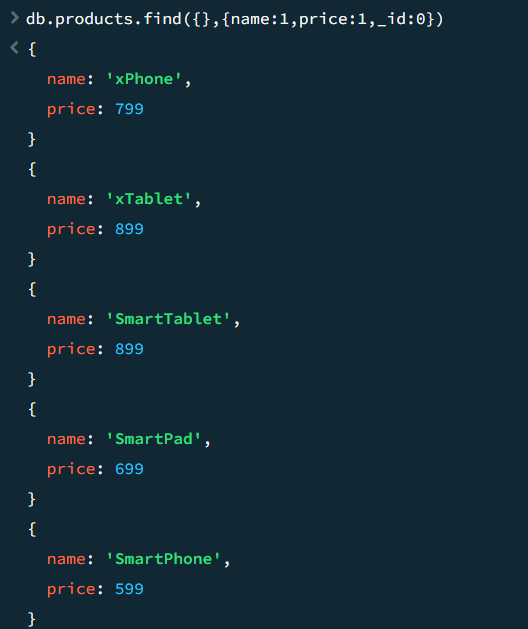 > db.products.find({},{name:1,price:1,_id:0})
< {
name: 'xPhone',
price: 799
}
{
name: 'xTablet',
price: 899
}
{
name: 'SmartTablet',
price: 899
}
{
name: 'SmartPad',
price: 699
}
{
name: 'SmartPhone',
price: 599
}